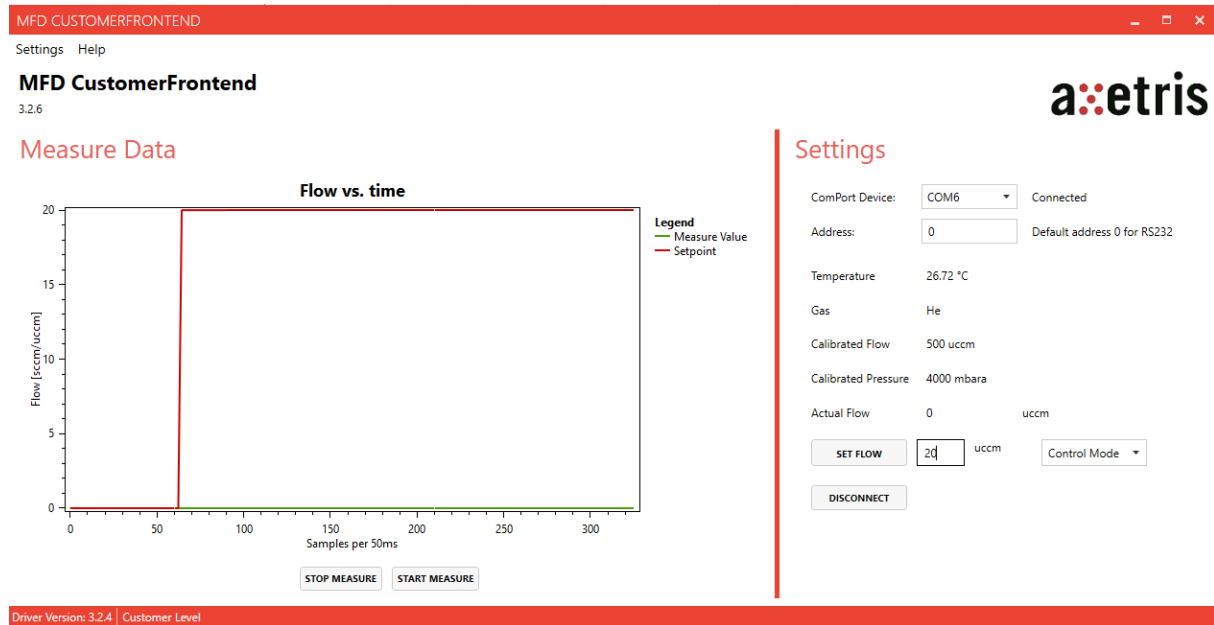 MFD CUSTOMERFRONTEND
Settings Help
MFD CustomerFrontend
3.2.6
axetris
Measure Data
Flow vs. time
20
15
10
5
0
Flow [sccm/uccm]
0 50 100 150 200 250 300
Samples per 50ms
Legend
Measure Value
Setpoint
STOP MEASURE START MEASURE
Settings
ComPort Device: COM6 Connected
Address: 0 Default address 0 for RS232
Temperature 26.72 °C
Gas He
Calibrated Flow 500 uccm
Calibrated Pressure 4000 mbara
Actual Flow 0 uccm
SET FLOW 20 uccm Control Mode
DISCONNECT
Driver Version: 3.2.4 Customer Level